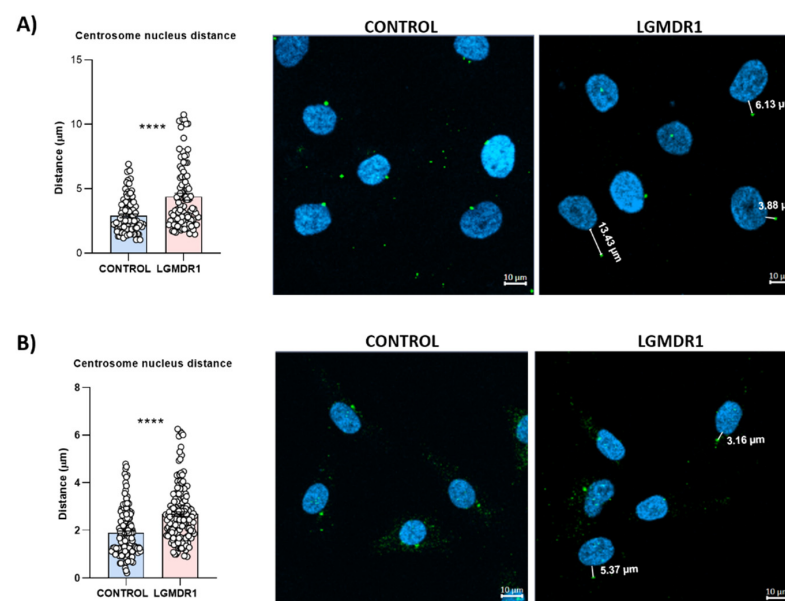 A)
Centrosome nucleus distance
CONTROL
LGMDR1
15
10
5
0
Distance (μm)
****
CONTROL LGMDR1
6.13 μm
3.88 μm
13.43 μm
10 μm
10 μm
B)
Centrosome nucleus distance
CONTROL
LGMDR1
8
6
4
2
0
Distance (μm)
****
CONTROL LGMDR1
3.16 μm
5.37 μm
10 μm
10 μm